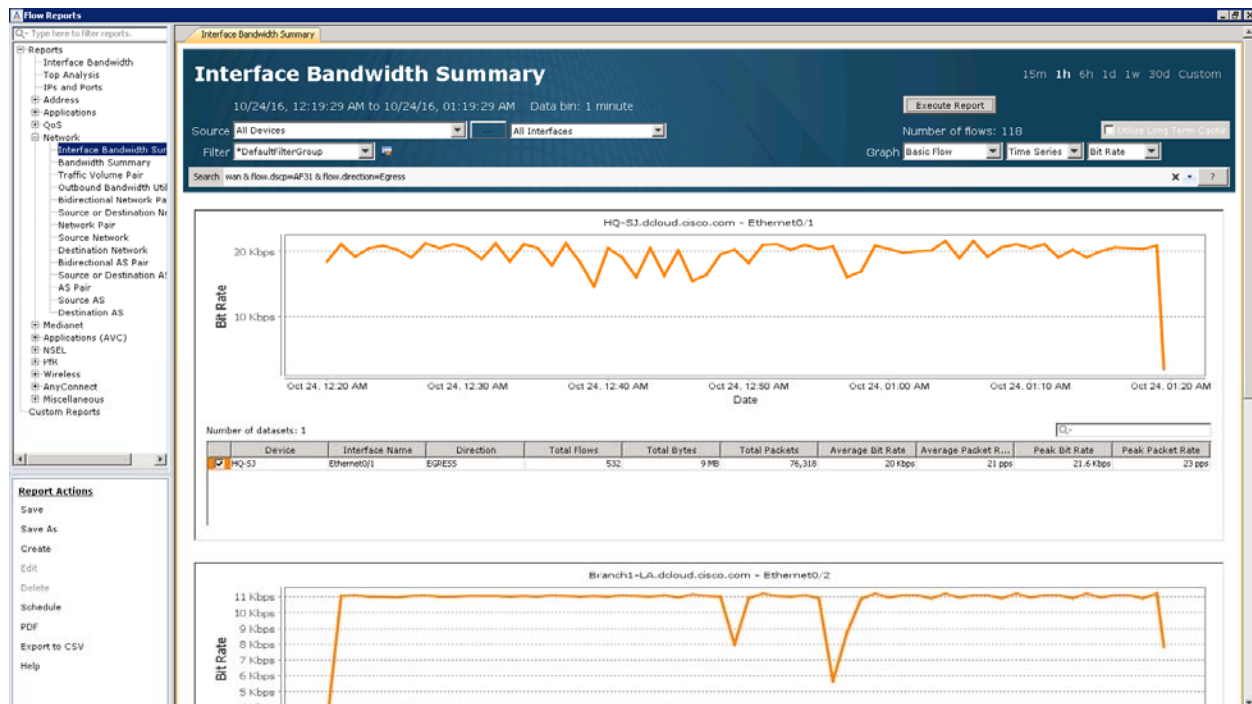 Flow Reports
Type here to filter reports.
Reports
Interface Bandwidth
Top Analysis
IPs and Ports
Address
Applications
QoS
Network
Interface Bandwidth Sur
Bandwidth Summary
Traffic Volume Pair
Outbound Bandwidth Util
Bidirectional Network Pa
Source or Destination Ne
Network Pair
Source Network
Destination Network
Bidirectional AS Pair
Source or Destination AS
AS Pair
Source AS
Destination AS
Medianet
Applications (AVC)
NSEL
PfR
Wireless
AnyConnect
Miscellaneous
Custom Reports
Report Actions
Save
Save As
Create
Edit
Delete
Schedule
PDF
Export to CSV
Help
Interface Bandwidth Summary
Interface Bandwidth Summary
15m 1h 6h 1d 1w 30d Custom
10/24/16, 12:19:29 AM to 10/24/16, 01:19:29 AM Data bin: 1 minute
Execute Report
Source All Devices ... All Interfaces
Number of flows: 118 Utilize Long Term Cache
Filter *DefaultFilterGroup
Graph Basic Flow Time Series Bit Rate
Search wan & flow.dscp=AF31 & flow.direction=Egress X ?
HQ-SJ.dcloud.cisco.com - Ethernet0/1
20 Kbps
10 Kbps
Bit Rate
Oct 24, 12:20 AM Oct 24, 12:30 AM Oct 24, 12:40 AM Oct 24, 12:50 AM Oct 24, 01:00 AM Oct 24, 01:10 AM Oct 24, 01:20 AM
Date
Number of datasets: 1
Device Interface Name Direction Total Flows Total Bytes Total Packets Average Bit Rate Average Packet R... Peak Bit Rate Peak Packet Rate
HQ-SJ Ethernet0/1 EGRESS 532 9 MB 76,318 20 Kbps 21 pps 21.6 Kbps 23 pps
Branch1-LA.dcloud.cisco.com - Ethernet0/2
11 Kbps
10 Kbps
9 Kbps
8 Kbps
7 Kbps
6 Kbps
5 Kbps
Bit Rate